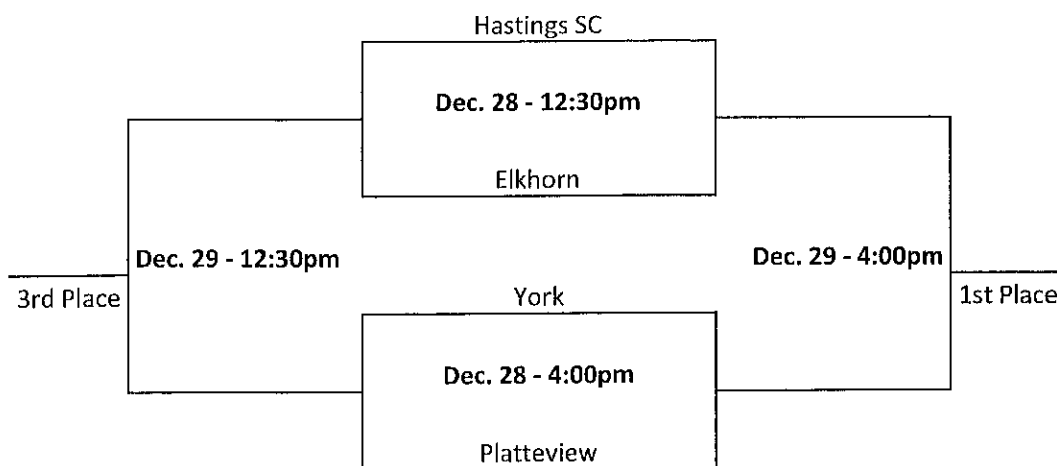 Hastings SC
Dec. 28 - 12:30pm
Elkhorn
Dec. 29 - 12:30pm
Dec. 29 - 4:00pm
3rd Place
York
1st Place
Dec. 28 - 4:00pm
Platteview